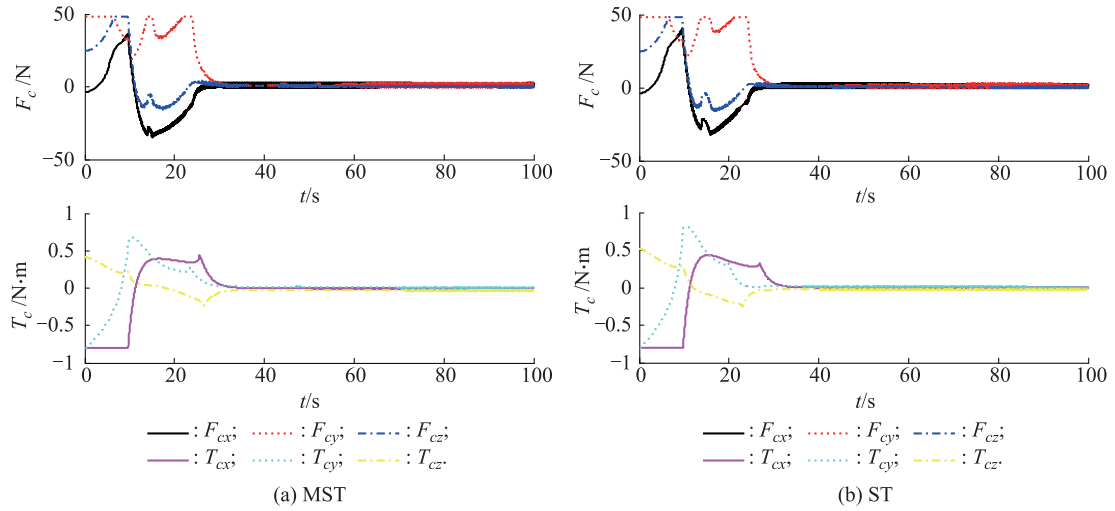 50
0
−50
F_c /N
0
20
40
60
80
100
t/s
1
0.5
0
−0.5
−1
T_c /N·m
0
20
40
60
80
100
t/s
: F_cx; : F_cy; : F_cz;
: T_cx; : T_cy; : T_cz.
(a) MST
50
0
−50
F_c /N
0
20
40
60
80
100
t/s
1
0.5
0
−0.5
−1
T_c /N·m
0
20
40
60
80
100
t/s
: F_cx; : F_cy; : F_cz;
: T_cx; : T_cy; : T_cz.
(b) ST